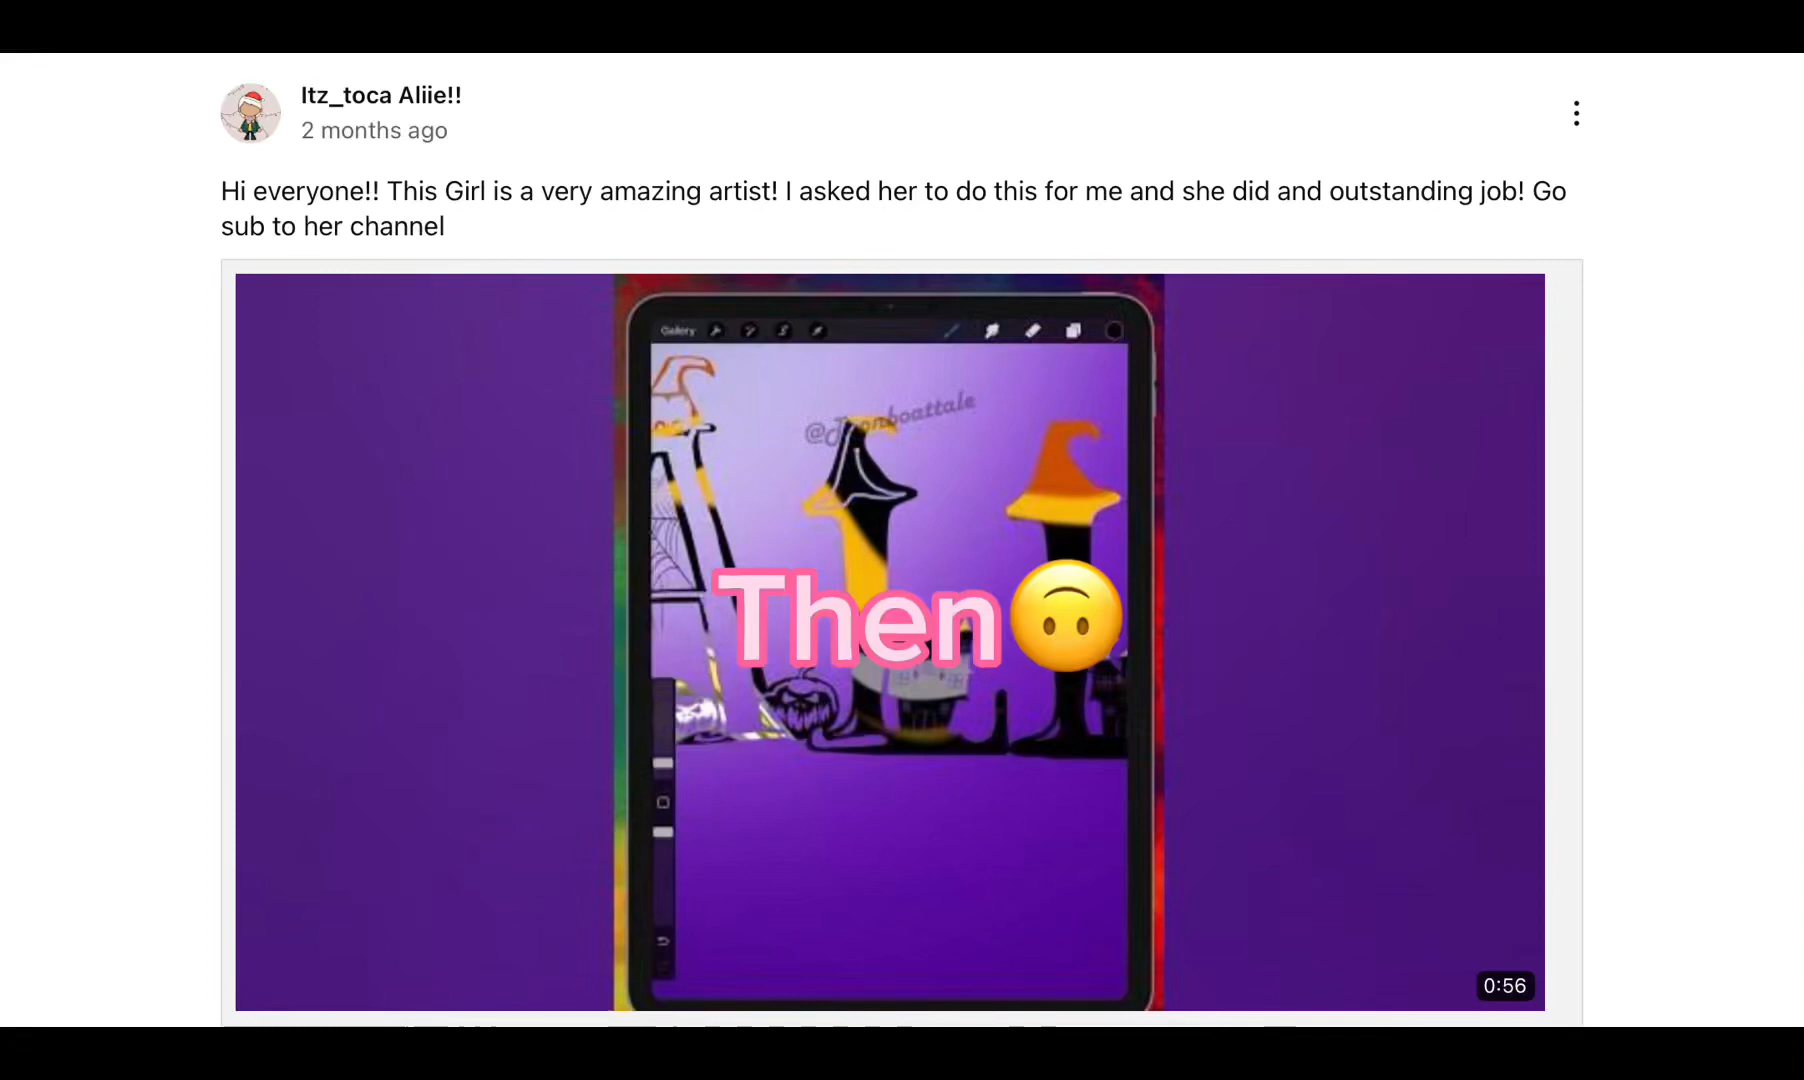 Itz_toca Aliie!!
2 months ago
Hi everyone!! This Girl is a very amazing artist! I asked her to do this for me and she did and outstanding job! Go
sub to her channel
Gallery
Then🙃
0:56